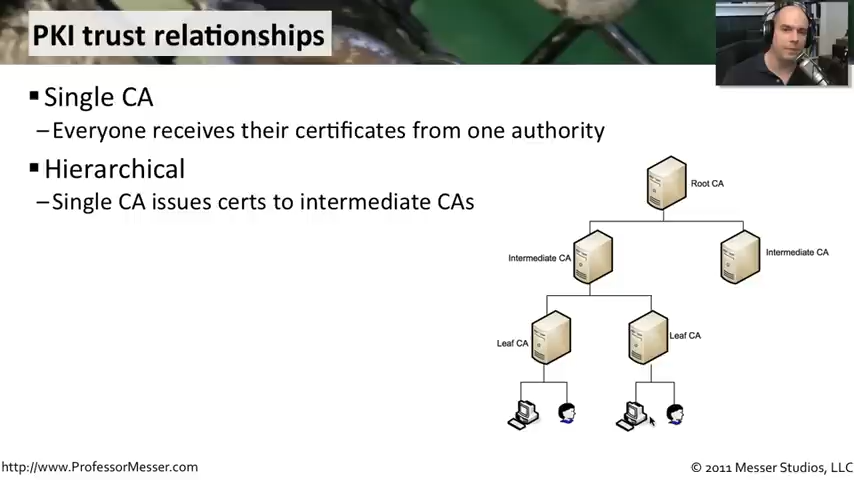 PKI trust relationships
▪ Single CA
–Everyone receives their certificates from one authority
▪ Hierarchical
–Single CA issues certs to intermediate CAs
Root CA
Intermediate CA
Intermediate CA
Leaf CA
Leaf CA
http://www.ProfessorMesser.com
© 2011 Messer Studios, LLC